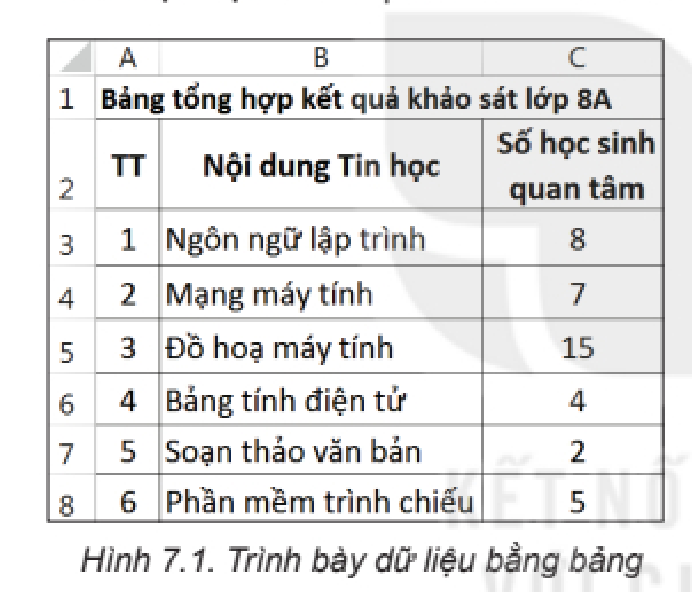 A B C
1 Bảng tổng hợp kết quả khảo sát lớp 8A
2 TT Nội dung Tin học Số học sinh quan tâm
3 1 Ngôn ngữ lập trình 8
4 2 Mạng máy tính 7
5 3 Đồ hoạ máy tính 15
6 4 Bảng tính điện tử 4
7 5 Soạn thảo văn bản 2
8 6 Phần mềm trình chiếu 5
KẾT NỐ
Hình 7.1. Trình bày dữ liệu bằng bảng